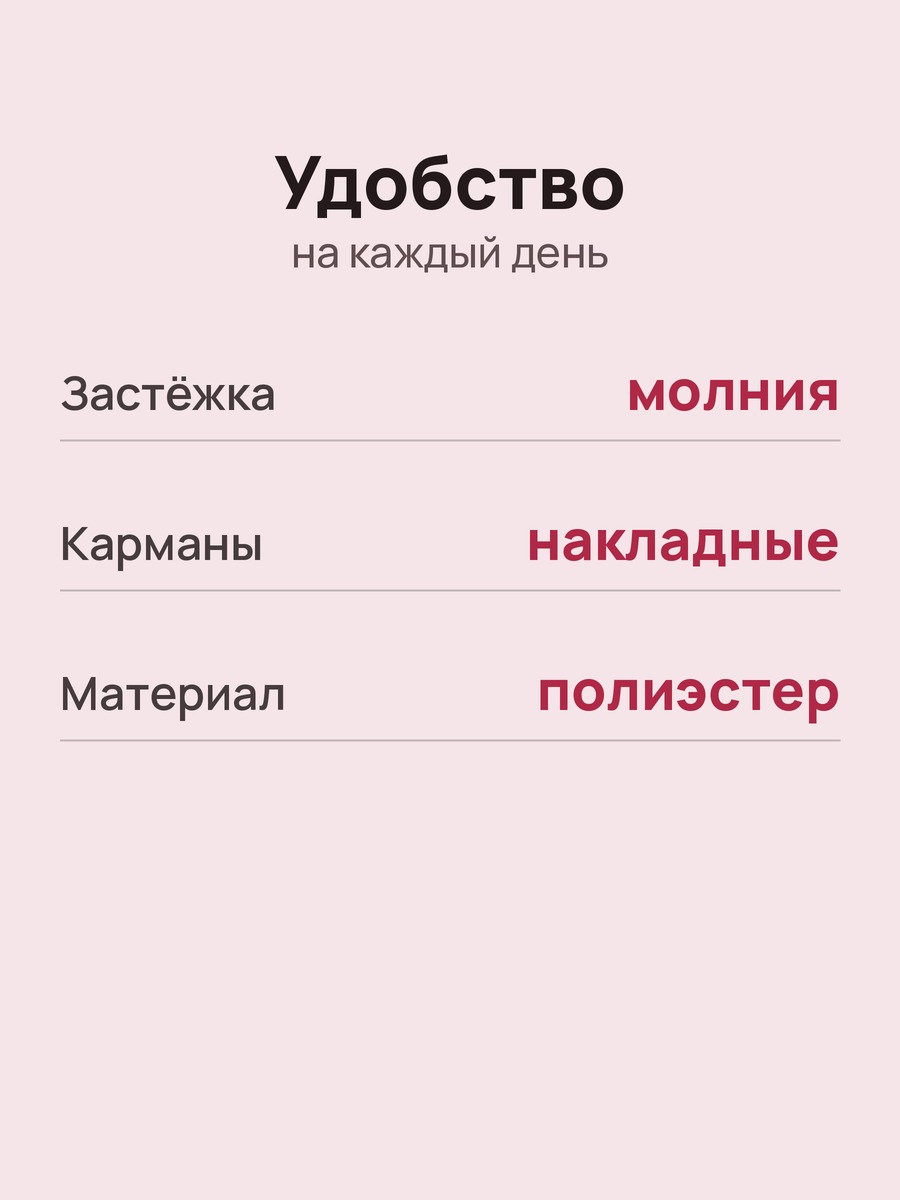 Удобство
на каждый день
Застёжка молния
Карманы накладные
Материал полиэстер